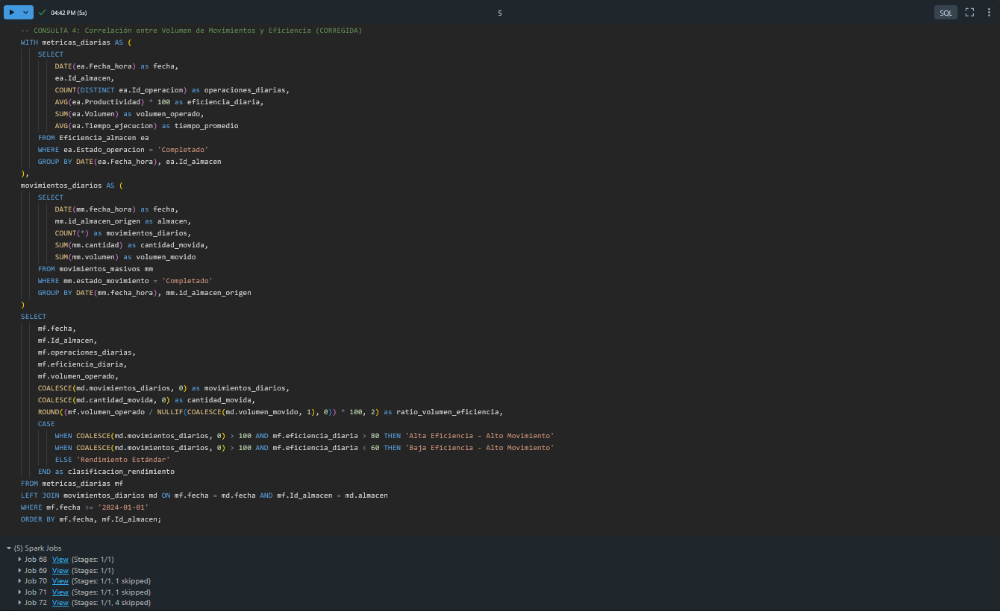 04:42 PM (5s)
5
SQL
-- CONSULTA 4: Correlación entre Volumen de Movimientos y Eficiencia (CORREGIDA)
WITH metricas_diarias AS (
SELECT
DATE(ea.Fecha_hora) as fecha,
ea.Id_almacen,
COUNT(DISTINCT ea.Id_operacion) as operaciones_diarias,
AVG(ea.Productividad) * 100 as eficiencia_diaria,
SUM(ea.Volumen) as volumen_operado,
AVG(ea.Tiempo_ejecucion) as tiempo_promedio
FROM Eficiencia_almacen ea
WHERE ea.Estado_operacion = 'Completado'
GROUP BY DATE(ea.Fecha_hora), ea.Id_almacen
),
movimientos_diarios AS (
SELECT
DATE(mm.fecha_hora) as fecha,
mm.id_almacen_origen as almacen,
COUNT(*) as movimientos_diarios,
SUM(mm.cantidad) as cantidad_movida,
SUM(mm.volumen) as volumen_movido
FROM movimientos_masivos mm
WHERE mm.estado_movimiento = 'Completado'
GROUP BY DATE(mm.fecha_hora), mm.id_almacen_origen
)
SELECT
mf.fecha,
mf.Id_almacen,
mf.operaciones_diarias,
mf.eficiencia_diaria,
mf.volumen_operado,
COALESCE(md.movimientos_diarios, 0) as movimientos_diarios,
COALESCE(md.cantidad_movida, 0) as cantidad_movida,
ROUND((mf.volumen_operado / NULLIF(COALESCE(md.volumen_movido, 1), 0)) * 100, 2) as ratio_volumen_eficiencia,
CASE
WHEN COALESCE(md.movimientos_diarios, 0) > 100 AND mf.eficiencia_diaria > 80 THEN 'Alta Eficiencia - Alto Movimiento'
WHEN COALESCE(md.movimientos_diarios, 0) > 100 AND mf.eficiencia_diaria < 60 THEN 'Baja Eficiencia - Alto Movimiento'
ELSE 'Rendimiento Estándar'
END as clasificacion_rendimiento
FROM metricas_diarias mf
LEFT JOIN movimientos_diarios md ON mf.fecha = md.fecha AND mf.Id_almacen = md.almacen
WHERE mf.fecha >= '2024-01-01'
ORDER BY mf.fecha, mf.Id_almacen;
(5) Spark Jobs
Job 68 View (Stages: 1/1)
Job 69 View (Stages: 1/1)
Job 70 View (Stages: 1/1, 1 skipped)
Job 71 View (Stages: 1/1, 1 skipped)
Job 72 View (Stages: 1/1, 4 skipped)